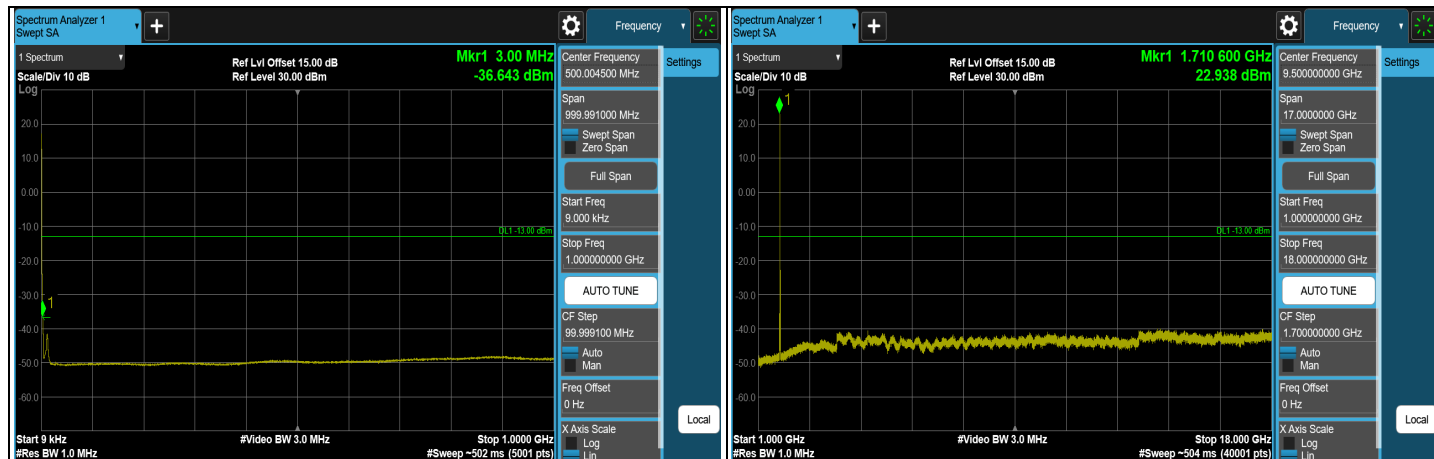 Spectrum Analyzer 1
Swept SA
+
Frequency
1 Spectrum
Scale/Div 10 dB
Log
Ref Lvl Offset 15.00 dB
Ref Level 30.00 dBm
Mkr1 3.00 MHz
-36.643 dBm
1
20.0
10.0
0.00
-10.0
-20.0
-30.0
-40.0
-50.0
-60.0
DL1 -13.00 dBm
Start 9 kHz
#Res BW 1.0 MHz
#Video BW 3.0 MHz
Stop 1.0000 GHz
#Sweep ~502 ms (5001 pts)
Center Frequency
500.004500 MHz
Span
999.991000 MHz
Swept Span
Zero Span
Full Span
Start Freq
9.000 kHz
Stop Freq
1.000000000 GHz
AUTO TUNE
CF Step
99.999100 MHz
Auto
Man
Freq Offset
0 Hz
X Axis Scale
Log
Lin
Settings
Local
Spectrum Analyzer 1
Swept SA
+
Frequency
1 Spectrum
Scale/Div 10 dB
Log
Ref Lvl Offset 15.00 dB
Ref Level 30.00 dBm
Mkr1 1.710 600 GHz
22.938 dBm
1
20.0
10.0
0.00
-10.0
-20.0
-30.0
-40.0
-50.0
-60.0
DL1 -13.00 dBm
Start 1.000 GHz
#Res BW 1.0 MHz
#Video BW 3.0 MHz
Stop 18.000 GHz
#Sweep ~504 ms (40001 pts)
Center Frequency
9.500000000 GHz
Span
17.0000000 GHz
Swept Span
Zero Span
Full Span
Start Freq
1.000000000 GHz
Stop Freq
18.000000000 GHz
AUTO TUNE
CF Step
1.700000000 GHz
Auto
Man
Freq Offset
0 Hz
X Axis Scale
Log
Lin
Settings
Local